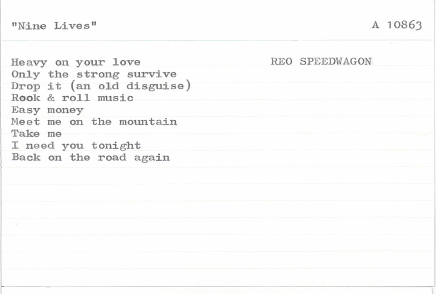 "Nine Lives" A 10863
Heavy on your love REO SPEEDWAGON
Only the strong survive
Drop it (an old disguise)
Rook & roll music
Easy money
Meet me on the mountain
Take me
I need you tonight
Back on the road again